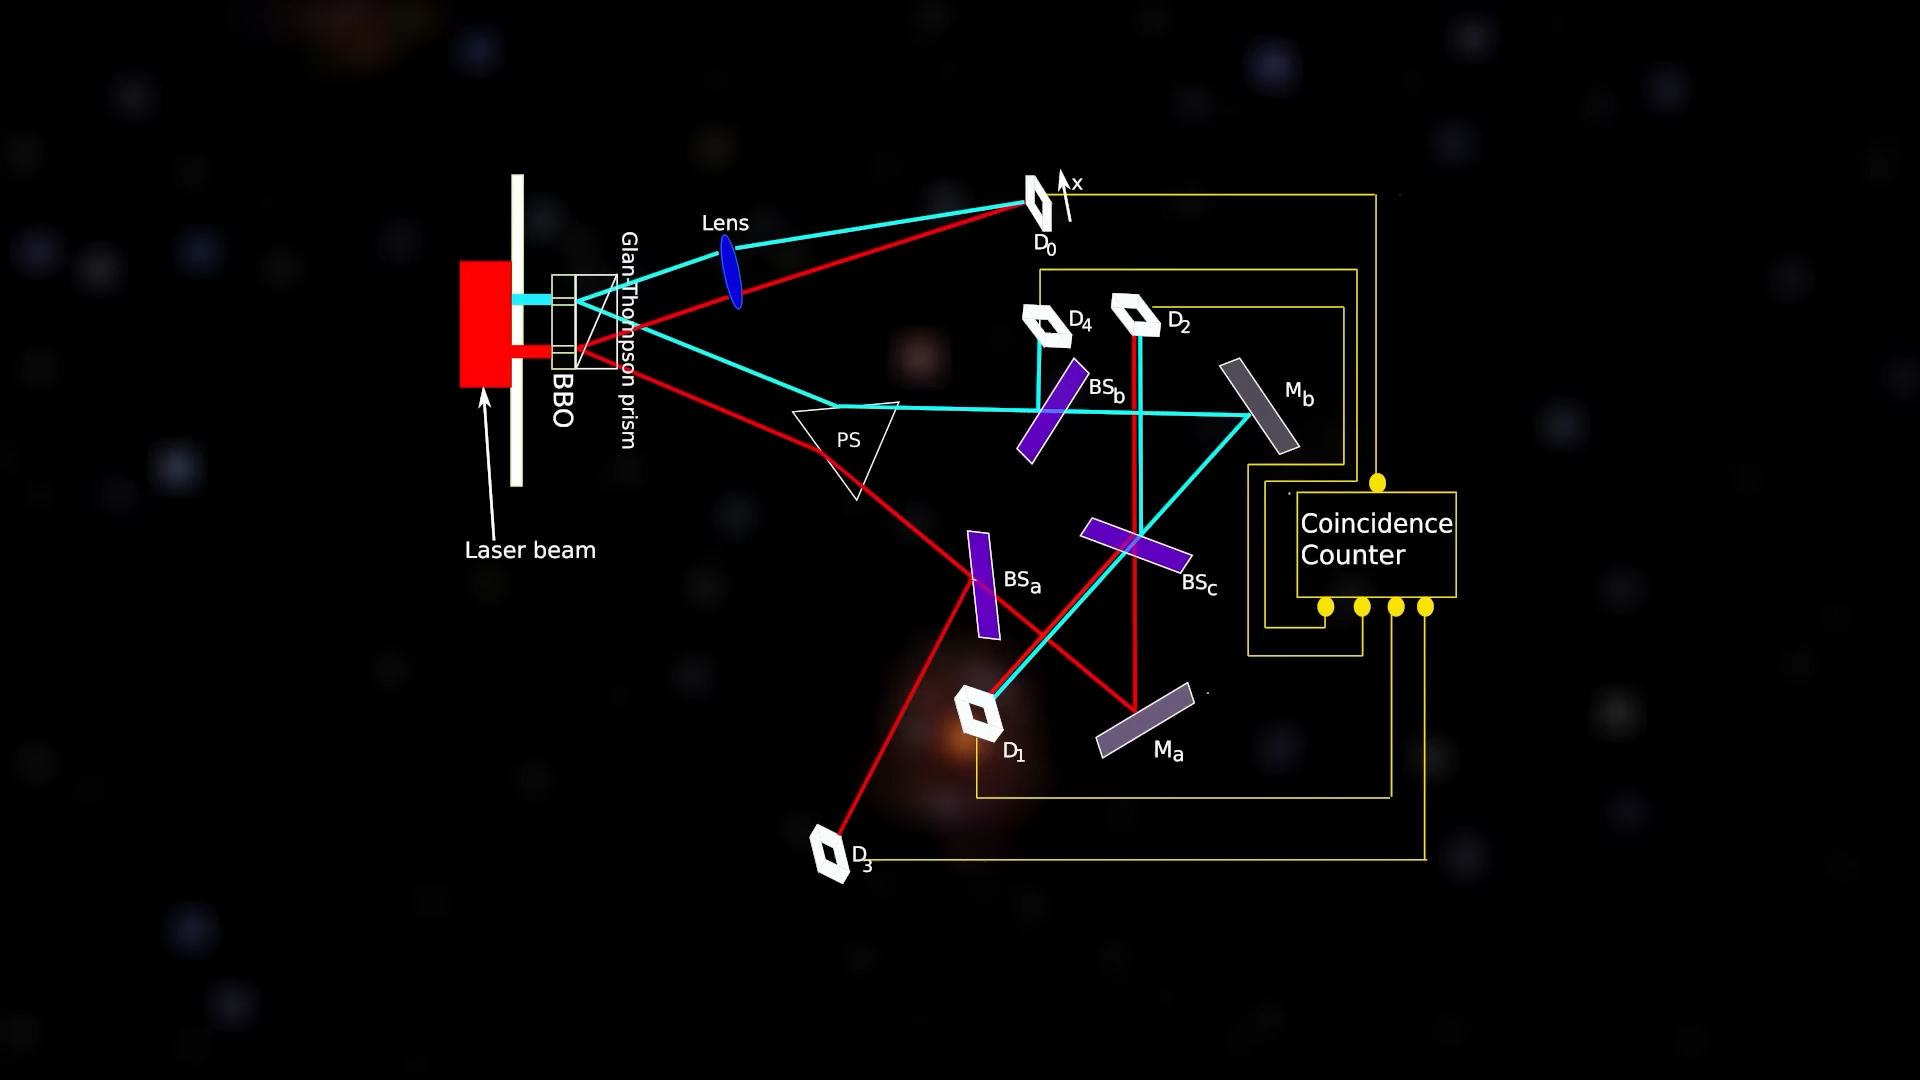 x
Lens
D0
Glan-Thompson prism
D4
D2
BSb
Mb
BBO
PS
Coincidence
Counter
Laser beam
BSa
BSc
D1
Ma
D3